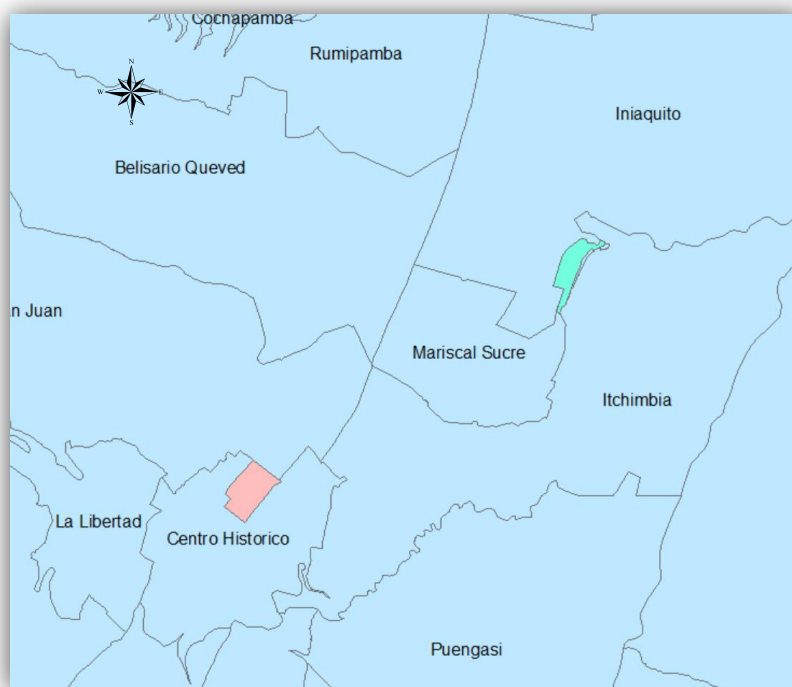 Cochapamba
Rumipamba
N
W
E
S
Iniaquito
Belisario Queved
n Juan
Mariscal Sucre
Itchimbia
La Libertad
Centro Historico
Puengasi